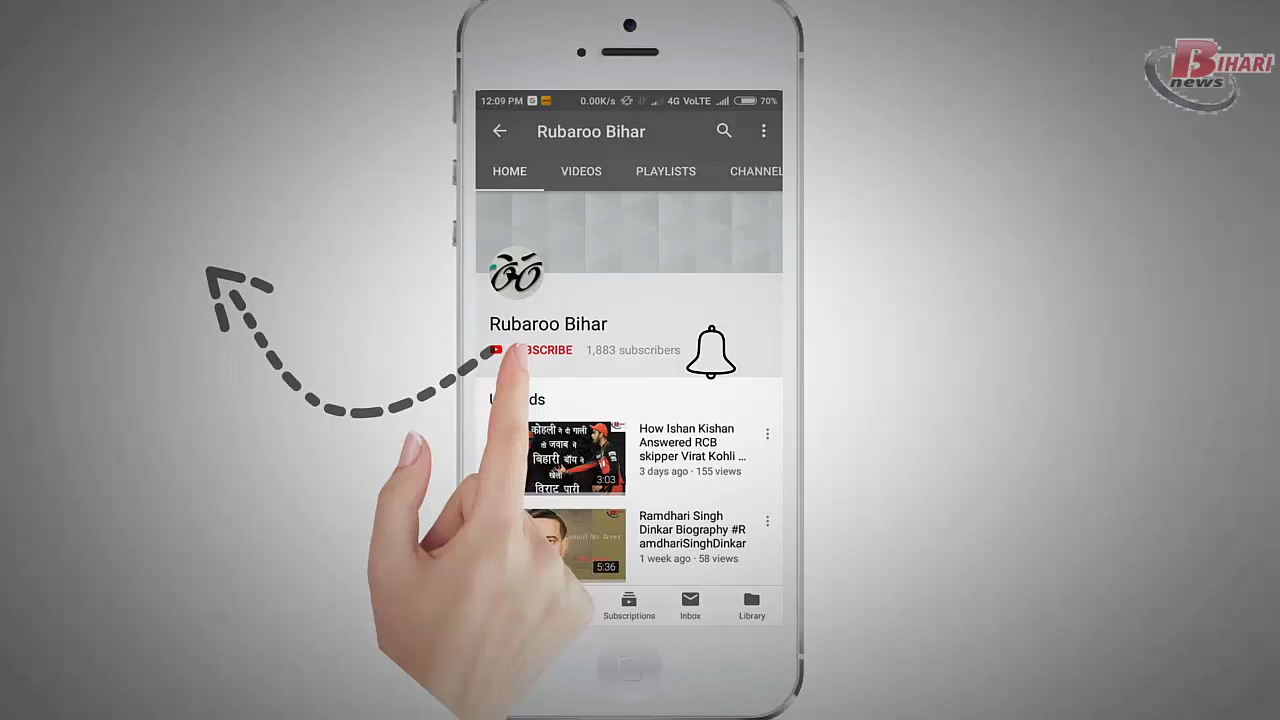 BIHARI
news
12:09 PM 0.00K/s 4G VoLTE 70%
Rubaroo Bihar
HOME VIDEOS PLAYLISTS CHANNEL
Rubaroo Bihar
1,883 subscribers
How Ishan Kishan
Answered RCB
skipper Virat Kohli ...
3 days ago · 155 views
कोहली ने दी गाली
तो जवाब में
बिहारी बॉय ने
खेली
विराट पारी
3:03
Ramdhari Singh
Dinkar Biography #R
amdhariSinghDinkar
1 week ago · 58 views
5:36
Subscriptions Inbox Library